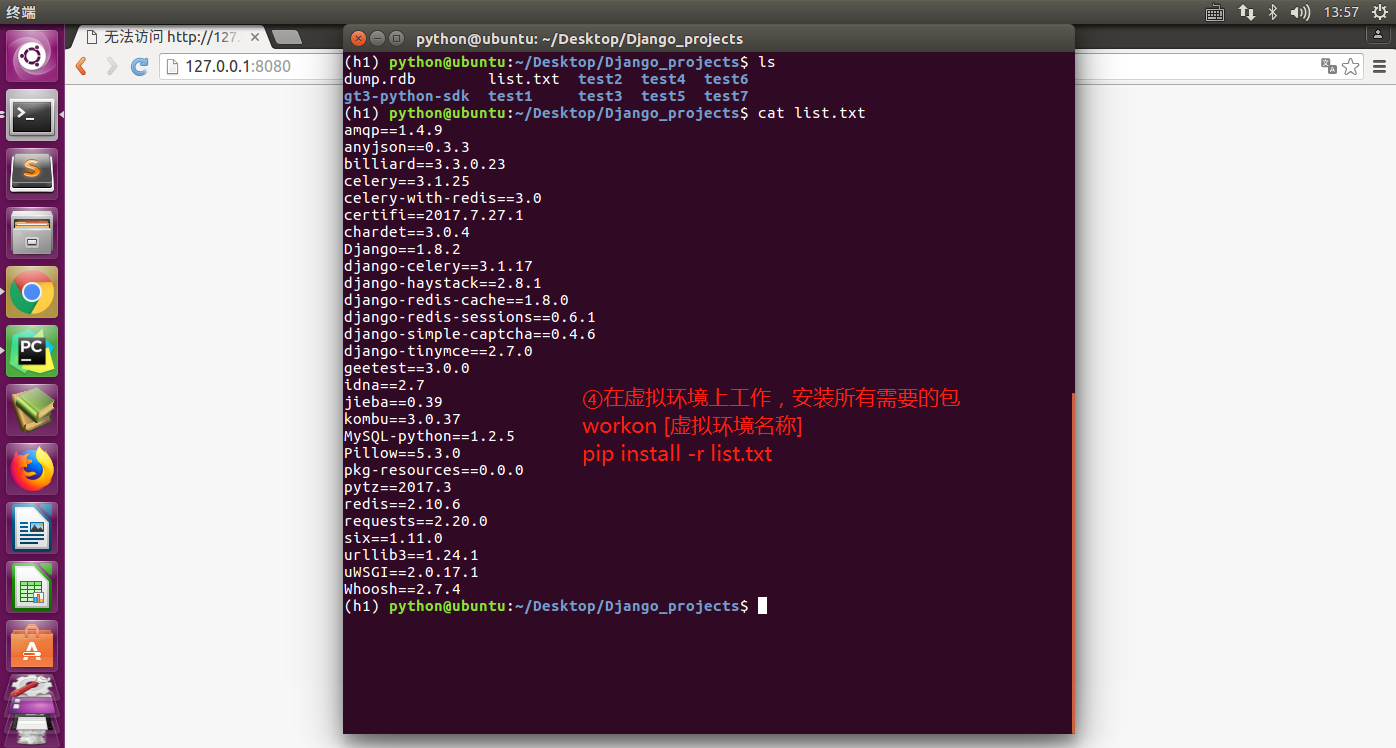 终端
13:57
无法访问 http://127.
127.0.0.1:8080
python@ubuntu: ~/Desktop/Django_projects
(h1) python@ubuntu:~/Desktop/Django_projects$ ls
dump.rdb list.txt test2 test4 test6
gt3-python-sdk test1 test3 test5 test7
(h1) python@ubuntu:~/Desktop/Django_projects$ cat list.txt
amqp==1.4.9
anyjson==0.3.3
billiard==3.3.0.23
celery==3.1.25
celery-with-redis==3.0
certifi==2017.7.27.1
chardet==3.0.4
Django==1.8.2
django-celery==3.1.17
django-haystack==2.8.1
django-redis-cache==1.8.0
django-redis-sessions==0.6.1
django-simple-captcha==0.4.6
django-tinymce==2.7.0
geetest==3.0.0
idna==2.7
jieba==0.39
kombu==3.0.37
MySQL-python==1.2.5
Pillow==5.3.0
pkg-resources==0.0.0
pytz==2017.3
redis==2.10.6
requests==2.20.0
six==1.11.0
urllib3==1.24.1
uWSGI==2.0.17.1
Whoosh==2.7.4
(h1) python@ubuntu:~/Desktop/Django_projects$
④在虚拟环境上工作，安装所有需要的包
workon [虚拟环境名称]
pip install -r list.txt
PC